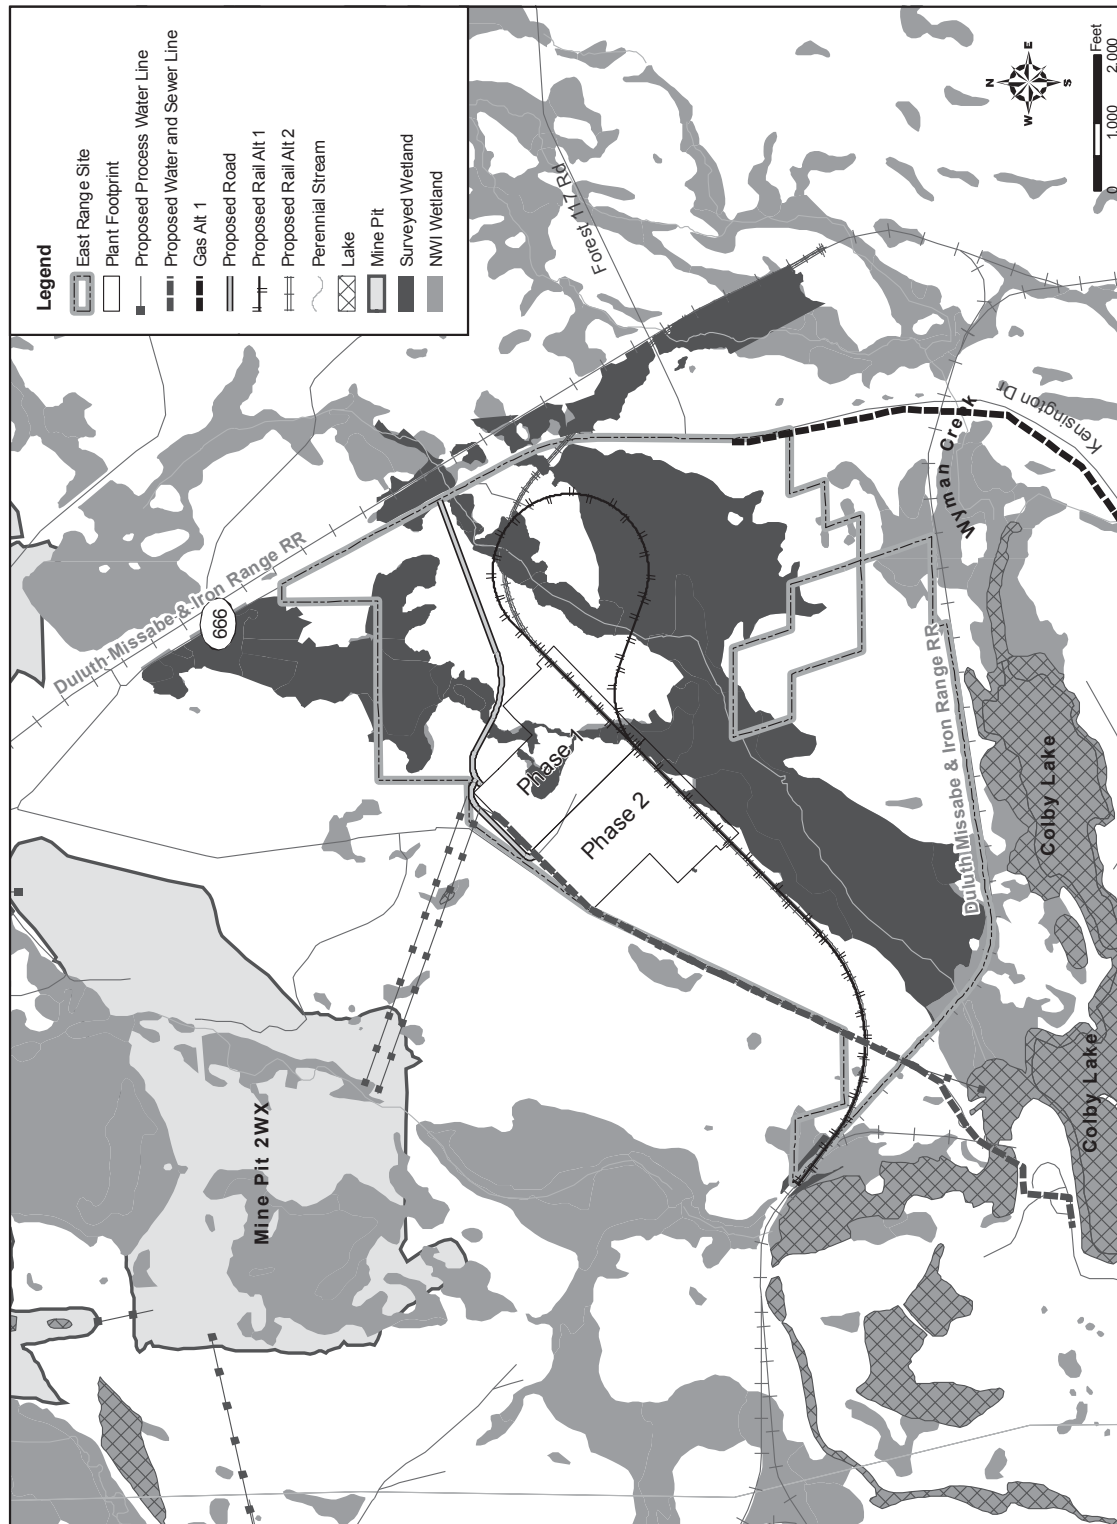 Legend
East Range Site
Plant Footprint
Proposed Process Water Line
Proposed Water and Sewer Line
Gas Alt 1
Proposed Road
Proposed Rail Alt 1
Proposed Rail Alt 2
Perennial Stream
Lake
Mine Pit
Surveyed Wetland
NWI Wetland
N
E
S
W
Feet
0
1,000
2,000
Forest 117 Rd
Duluth-Missabe & Iron Range RR
666
Kensington Dr
Wyman Creek
Phase 1
Phase 2
Mine Pit 2WX
Duluth Missabe & Iron Range RR
Colby Lake
Colby Lake